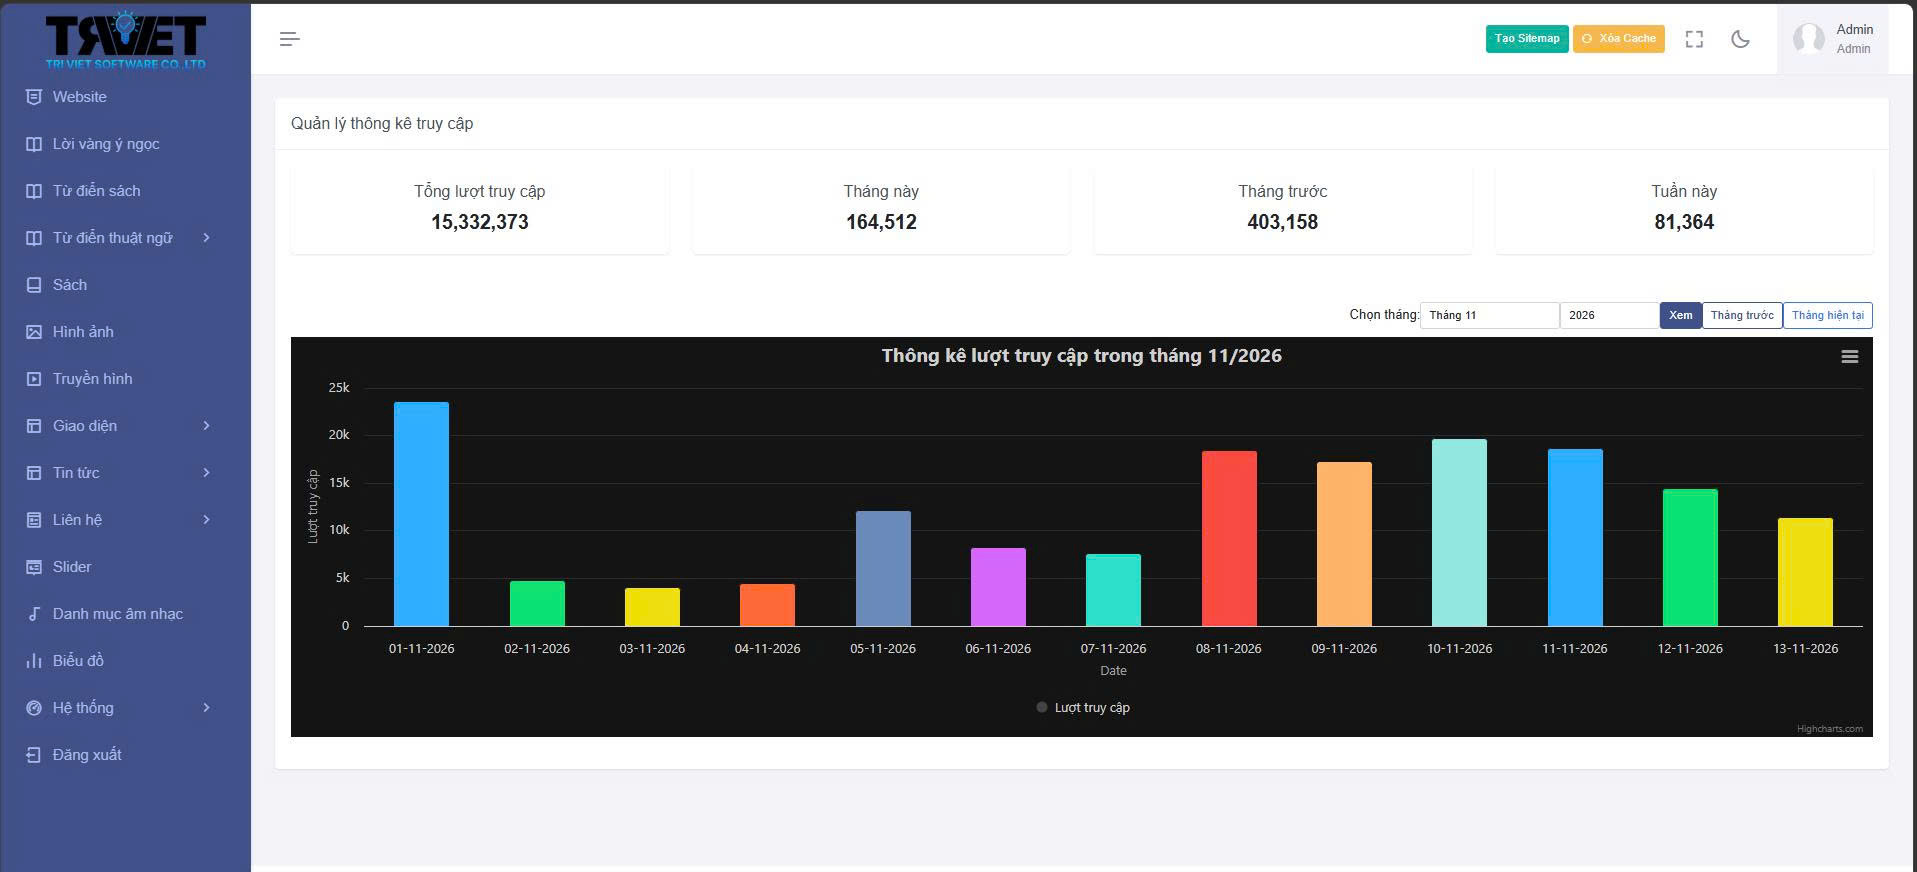 TRIVIET
TRI VIET SOFTWARE CO.,LTD
Website
Lời vàng ý ngọc
Từ điển sách
Từ điển thuật ngữ
Sách
Hình ảnh
Truyền hình
Giao diện
Tin tức
Liên hệ
Slider
Danh mục âm nhạc
Biểu đồ
Hệ thống
Đăng xuất
Tạo Sitemap
Xóa Cache
Admin
Admin
Quản lý thông kê truy cập
Tổng lượt truy cập
15,332,373
Tháng này
164,512
Tháng trước
403,158
Tuần này
81,364
Chọn tháng: Tháng 11 2026 Xem Tháng trước Tháng hiện tại
Thông kê lượt truy cập trong tháng 11/2026
Lượt truy cập
25k
20k
15k
10k
5k
0
01-11-2026 02-11-2026 03-11-2026 04-11-2026 05-11-2026 06-11-2026 07-11-2026 08-11-2026 09-11-2026 10-11-2026 11-11-2026 12-11-2026 13-11-2026
Date
Lượt truy cập
Highcharts.com